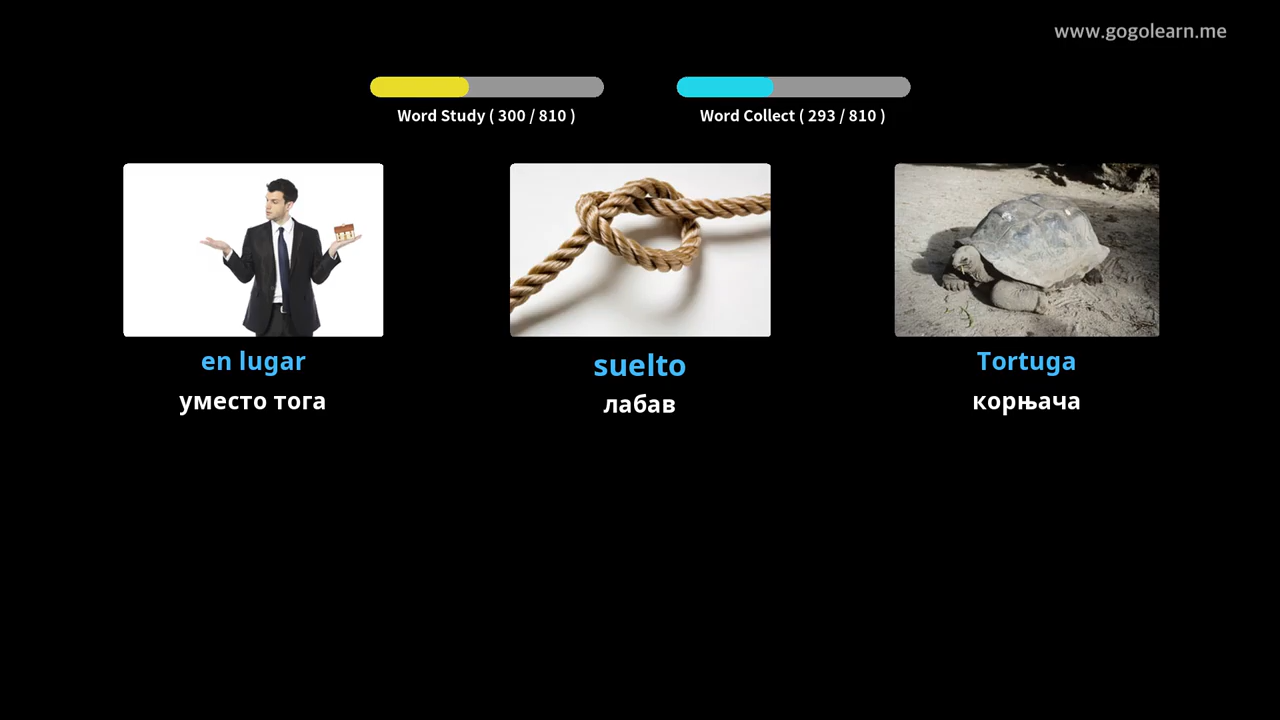 www.gogolearn.me
Word Study ( 300 / 810 )
Word Collect ( 293 / 810 )
en lugar
уместо тога
suelto
лабав
Tortuga
корњача